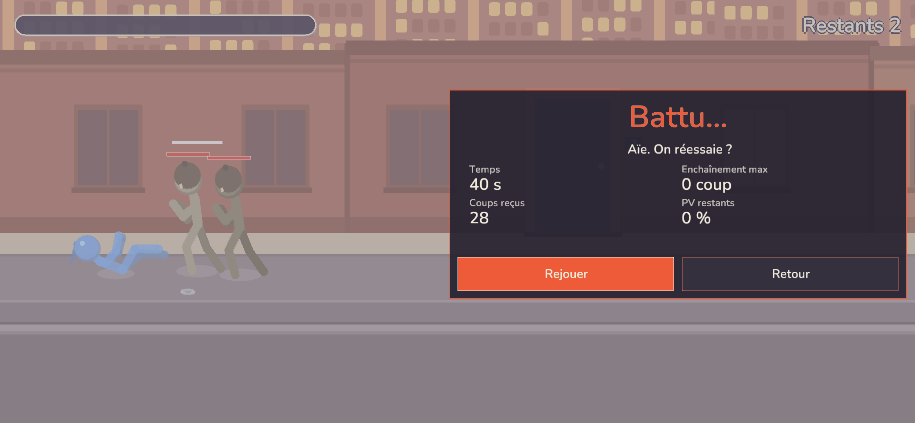 Restants 2
Battu...
Aïe. On réessaie ?
Temps
40 s
Enchaînement max
0 coup
Coups reçus
28
PV restants
0 %
Rejouer
Retour